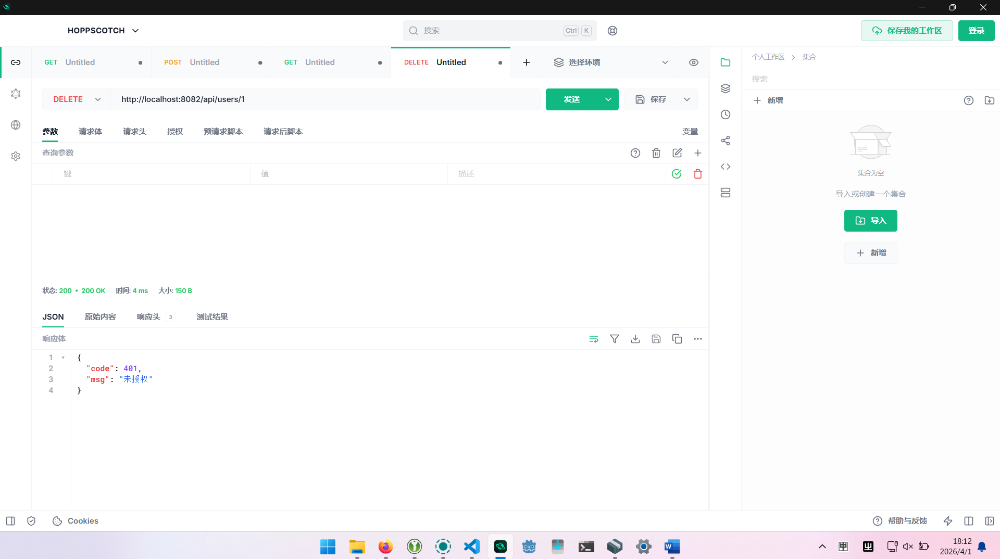 HOPPSCOTCH
搜索
Ctrl K
保存我的工作区
登录
GET Untitled
POST Untitled
GET Untitled
DELETE Untitled
选择环境
个人工作区 > 集合
搜索
新增
DELETE
http://localhost:8082/api/users/1
发送
保存
参数 请求体 请求头 授权 预请求脚本 请求后脚本 变量
查询参数
键 值 描述
集合为空
导入或创建一个集合
导入
新增
状态: 200 • 200 OK 时间: 4 ms 大小: 150 B
JSON 原始内容 响应头 3 测试结果
响应体
1 {
2 "code": 401,
3 "msg": "未授权"
4 }
Cookies
帮助与反馈
18:12
2026/4/1